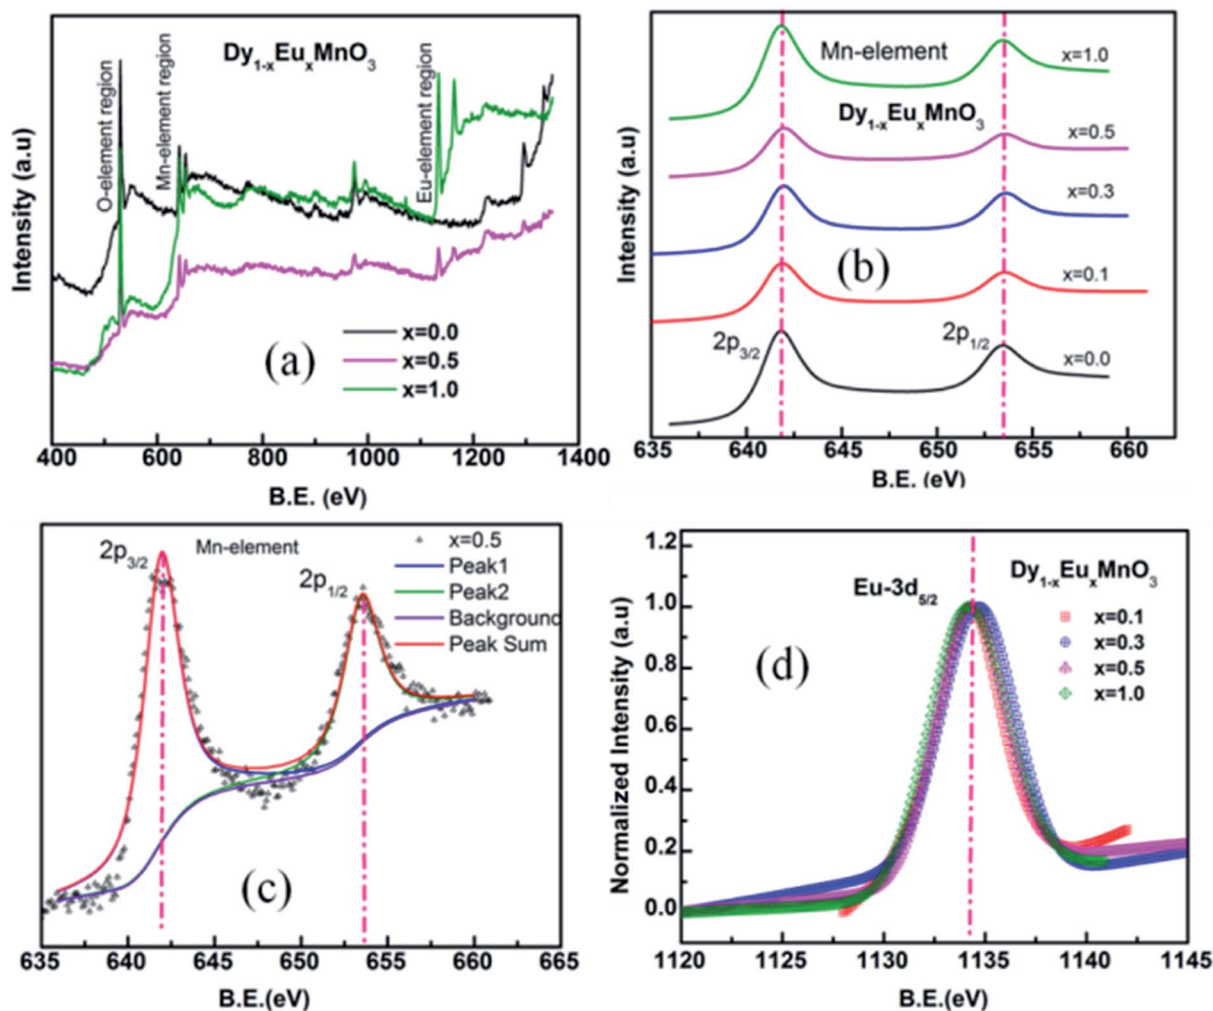 Dy1-xEuxMnO3
O-element region
Mn-element region
Eu-element region
Intensity (a.u)
(a)
x=0.0
x=0.5
x=1.0
400 600 800 1000 1200 1400
B.E. (eV)
Mn-element
x=1.0
Dy1-xEuxMnO3
x=0.5
x=0.3
Intensity (a.u)
(b)
x=0.1
2p3/2
2p1/2
x=0.0
635 640 645 650 655 660
B.E. (eV)
2p3/2
Mn-element
2p1/2
x=0.5
Peak1
Peak2
Background
Peak Sum
(c)
635 640 645 650 655 660 665
B.E.(eV)
1.2
1.0
0.8
0.6
0.4
0.2
0.0
Normalized Intensity (a.u)
Eu-3d5/2
Dy1-xEuxMnO3
x=0.1
x=0.3
x=0.5
x=1.0
(d)
1120 1125 1130 1135 1140 1145
B.E.(eV)